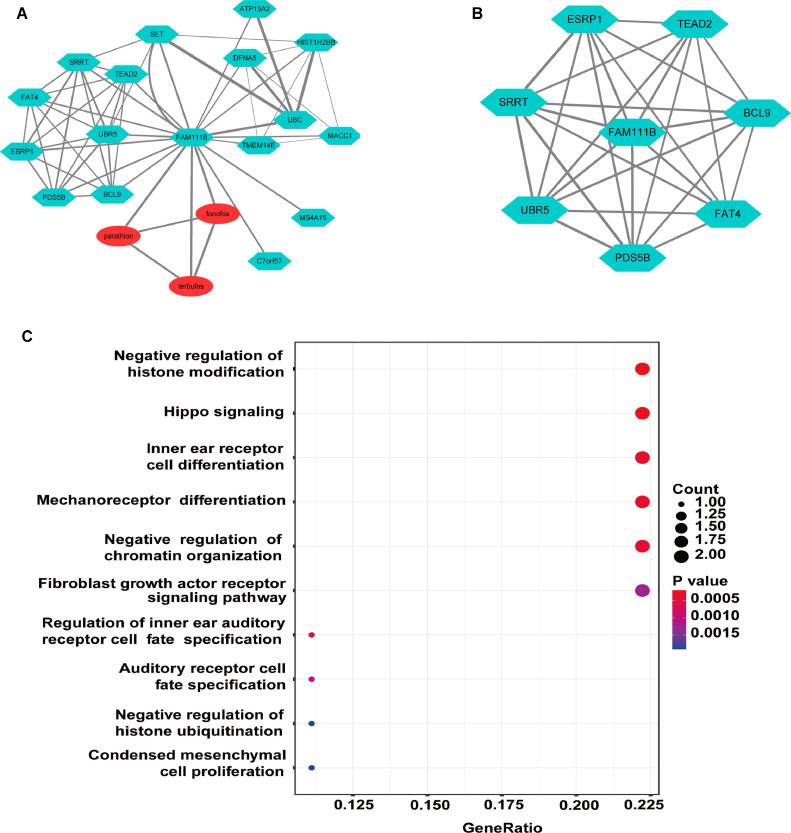 A
ATP13A2
SET
HIST1H2BB
DFNA5
SRRT
TEAD2
FAT4
UBC
UBR5
FAM111B
MACC1
TMEM14E
ESRP1
PDS5B
BCL9
fonofos
MS4A15
parathion
C7orf57
terbufos
B
ESRP1
TEAD2
SRRT
BCL9
FAM111B
UBR5
FAT4
PDS5B
C
Negative regulation of
histone modification
Hippo signaling
Inner ear receptor
cell differentiation
Mechanoreceptor differentiation
Negative regulation of
chromatin organization
Fibroblast growth actor receptor
signaling pathway
Regulation of inner ear auditory
receptor cell fate specification
Auditory receptor cell
fate specification
Negative regulation of
histone ubiquitination
Condensed mesenchymal
cell proliferation
0.125 0.150 0.175 0.200 0.225
GeneRatio
Count
1.00
1.25
1.50
1.75
2.00
P value
0.0005
0.0010
0.0015